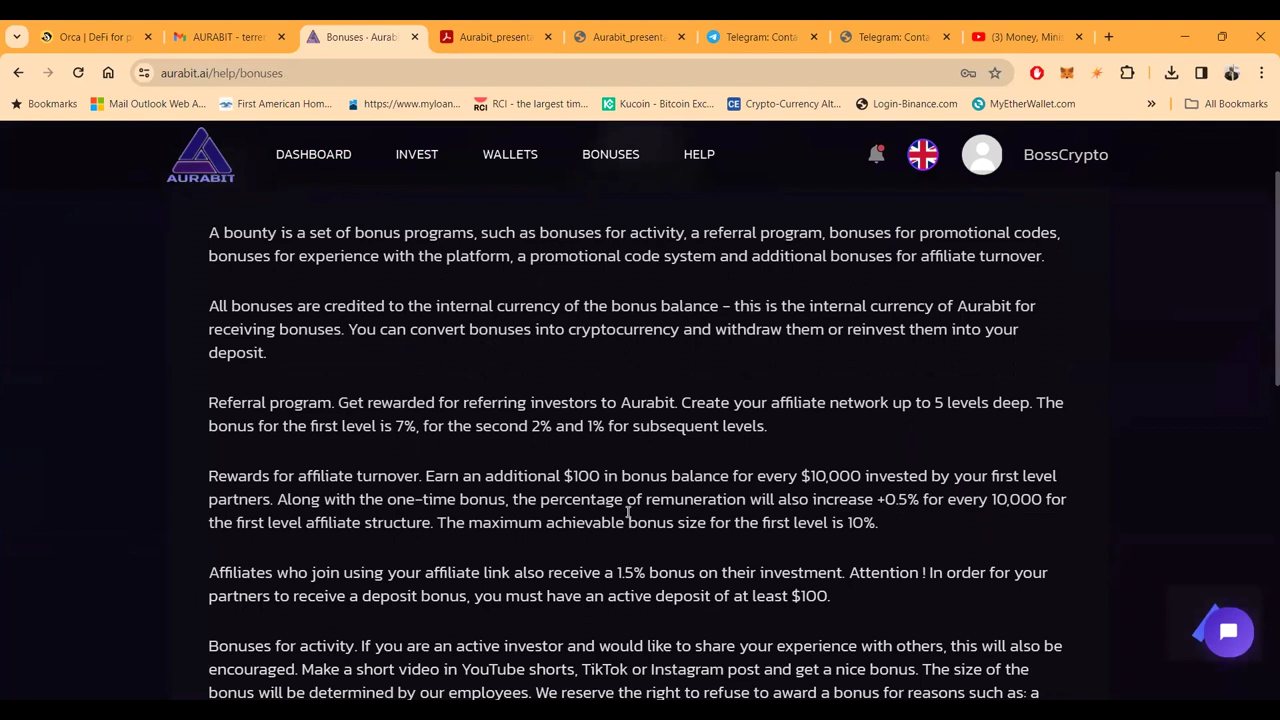 Orca | DeFi for p
AURABIT - terrer
Bonuses · Aurabi
Aurabit_presenta
Aurabit_presenta
Telegram: Conta
Telegram: Conta
(3) Money, Minis
aurabit.ai/help/bonuses
Bookmarks
Mail Outlook Web A...
First American Hom...
https://www.myloan...
RCI RCI - the largest tim...
Kucoin - Bitcoin Exc...
CE Crypto-Currency Alt...
Login-Binance.com
MyEtherWallet.com
All Bookmarks
AURABIT
DASHBOARD
INVEST
WALLETS
BONUSES
HELP
BossCrypto
A bounty is a set of bonus programs, such as bonuses for activity, a referral program, bonuses for promotional codes,
bonuses for experience with the platform, a promotional code system and additional bonuses for affiliate turnover.
All bonuses are credited to the internal currency of the bonus balance - this is the internal currency of Aurabit for
receiving bonuses. You can convert bonuses into cryptocurrency and withdraw them or reinvest them into your
deposit.
Referral program. Get rewarded for referring investors to Aurabit. Create your affiliate network up to 5 levels deep. The
bonus for the first level is 7%, for the second 2% and 1% for subsequent levels.
Rewards for affiliate turnover. Earn an additional $100 in bonus balance for every $10,000 invested by your first level
partners. Along with the one-time bonus, the percentage of remuneration will also increase +0.5% for every 10,000 for
the first level affiliate structure. The maximum achievable bonus size for the first level is 10%.
Affiliates who join using your affiliate link also receive a 1.5% bonus on their investment. Attention ! In order for your
partners to receive a deposit bonus, you must have an active deposit of at least $100.
Bonuses for activity. If you are an active investor and would like to share your experience with others, this will also be
encouraged. Make a short video in YouTube shorts, TikTok or Instagram post and get a nice bonus. The size of the
bonus will be determined by our employees. We reserve the right to refuse to award a bonus for reasons such as: a